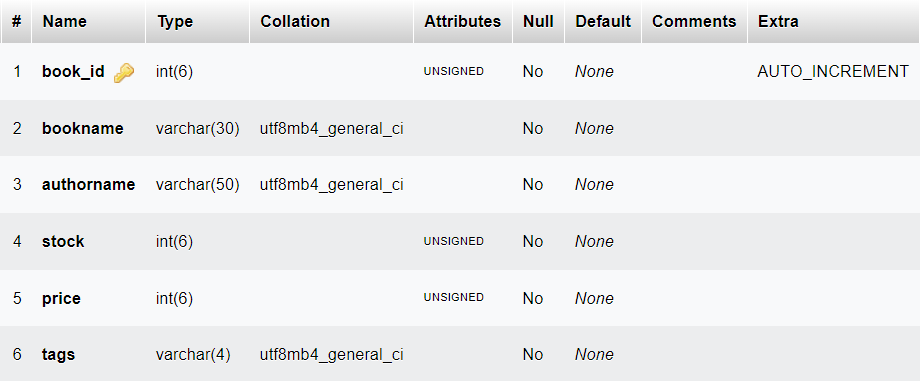 # Name Type Collation Attributes Null Default Comments Extra
1 book_id int(6) UNSIGNED No None AUTO_INCREMENT
2 bookname varchar(30) utf8mb4_general_ci No None
3 authorname varchar(50) utf8mb4_general_ci No None
4 stock int(6) UNSIGNED No None
5 price int(6) UNSIGNED No None
6 tags varchar(4) utf8mb4_general_ci No None